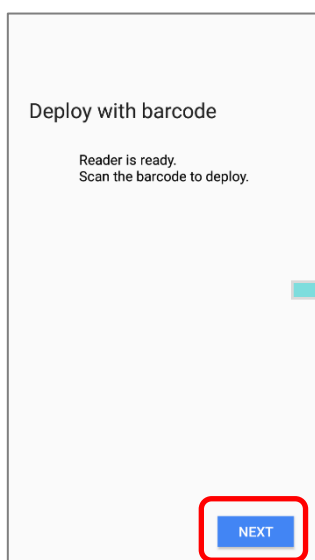 Deploy with barcode
Reader is ready.
Scan the barcode to deploy.
NEXT